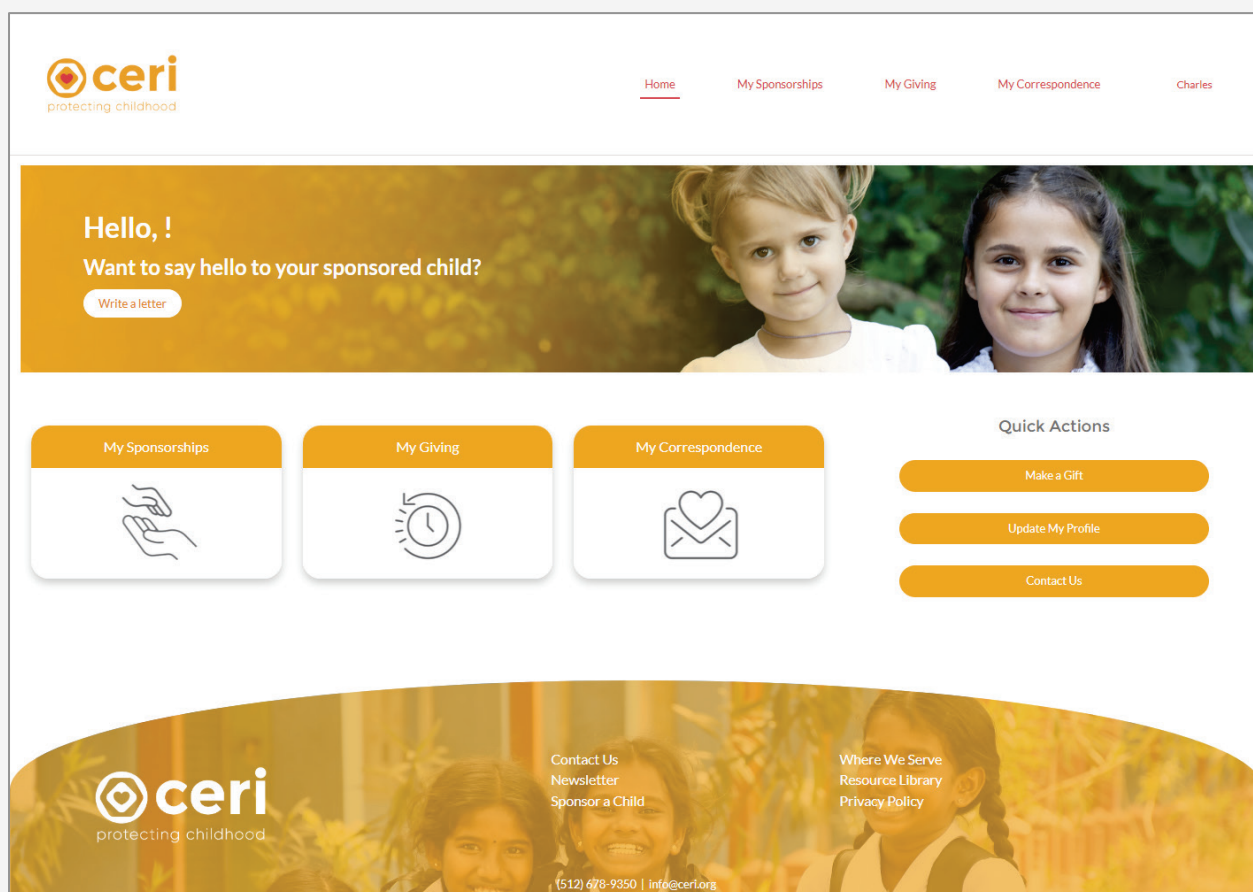 ceri
protecting childhood
Home My Sponsorships My Giving My Correspondence Charles
Hello, !
Want to say hello to your sponsored child?
Write a letter
My Sponsorships
My Giving
My Correspondence
Quick Actions
Make a Gift
Update My Profile
Contact Us
ceri
protecting childhood
Contact Us
Newsletter
Sponsor a Child
Where We Serve
Resource Library
Privacy Policy
(512) 678-9350 | info@ceri.org